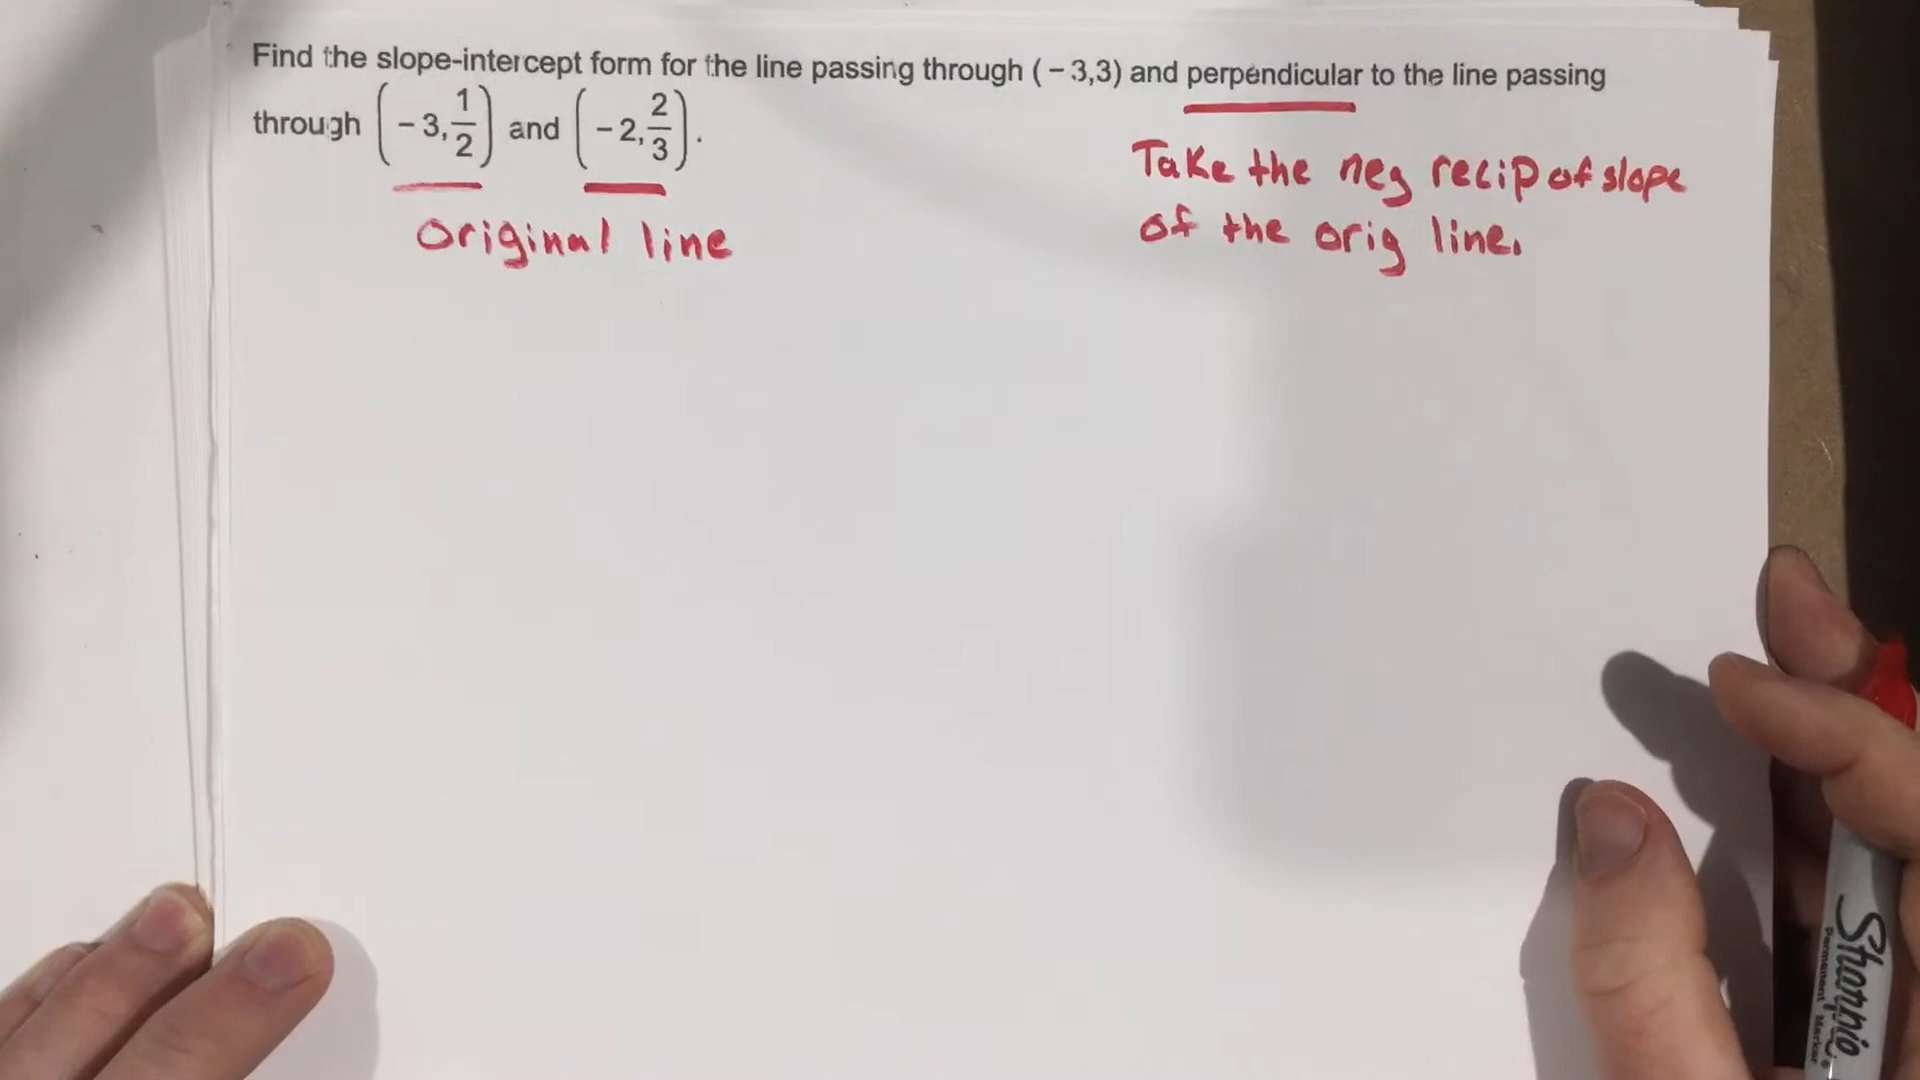 Find the slope-intercept form for the line passing through (−3,3) and perpendicular to the line passing
through (−3, 1/2) and (−2, 2/3).
original line
Take the neg recip of slope
of the orig line.
Sharpie
Permanent Marker